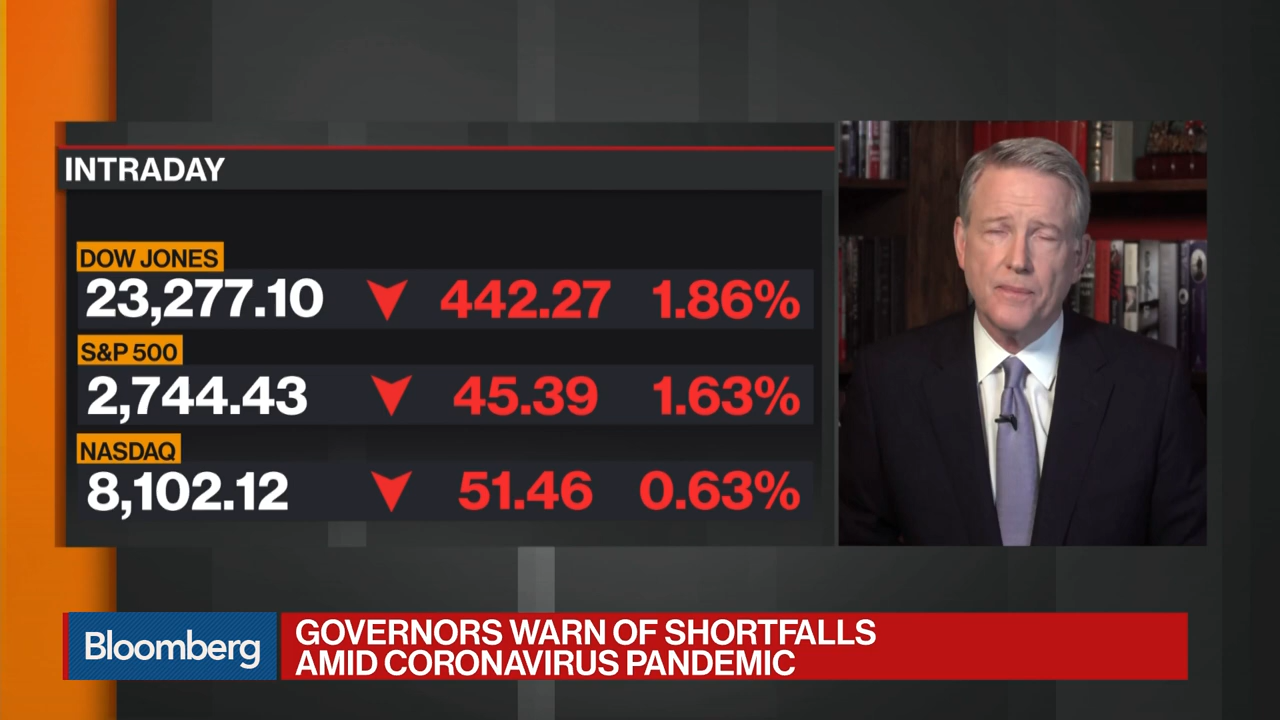 INTRADAY
DOW JONES
23,277.10 442.27 1.86%
S&P 500
2,744.43 45.39 1.63%
NASDAQ
8,102.12 51.46 0.63%
Bloomberg
GOVERNORS WARN OF SHORTFALLS
AMID CORONAVIRUS PANDEMIC